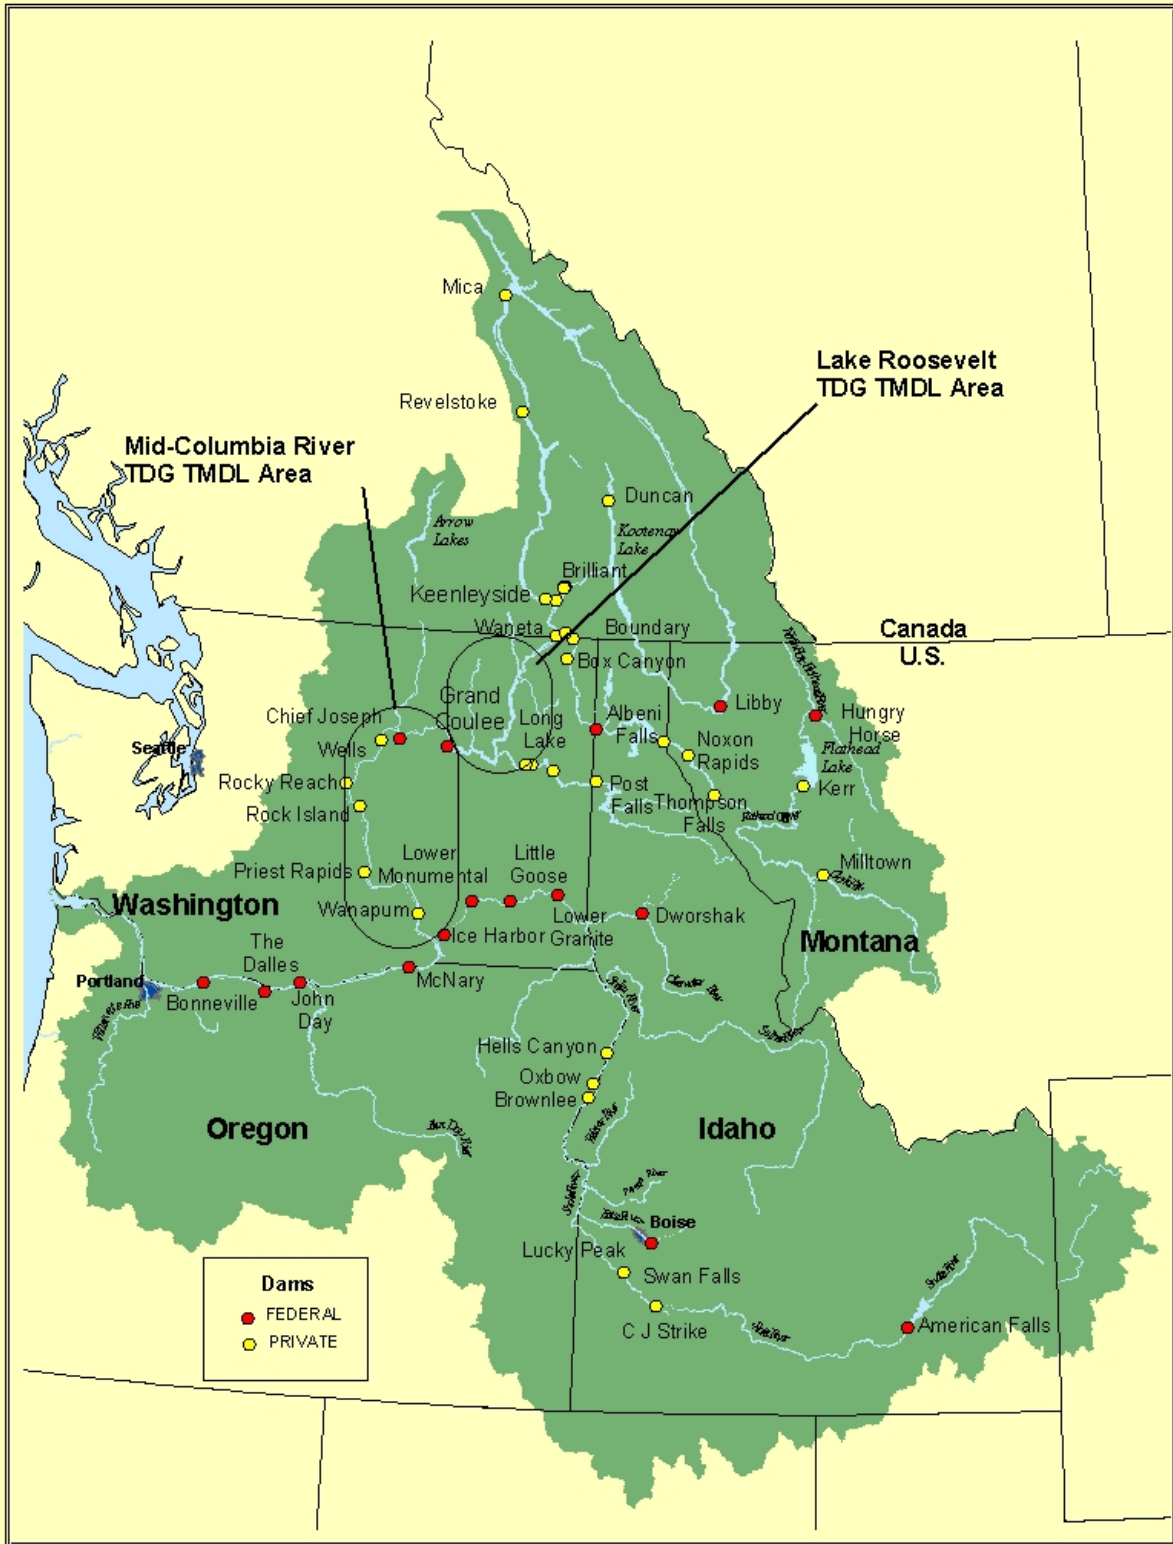 Mica
Lake Roosevelt
TDG TMDL Area
Revelstoke
Mid-Columbia River
TDG TMDL Area
Duncan
Arrow
Lakes
Kootenay
Lake
Brilliant
Keenleyside
Waneta
Boundary
Canada
U.S.
Box Canyon
Grand
Coulee
Chief Joseph
Long
Lake
Albeni
Falls
Libby
Hungry
Horse
Wells
Seattle
Noxon
Rapids
Flathead
Lake
Rocky Reach
Post
Falls
Kerr
Rock Island
Thompson
Falls
Lower
Monumental
Little
Goose
Priest Rapids
Milltown
Washington
Wanapum
Lower
Granite
Dworshak
Montana
Ice Harbor
The
Dalles
McNary
Portland
Bonneville
John
Day
Hells Canyon
Oxbow
Brownlee
Oregon
Idaho
Boise
Lucky Peak
Swan Falls
C J Strike
American Falls
Dams
FEDERAL
PRIVATE